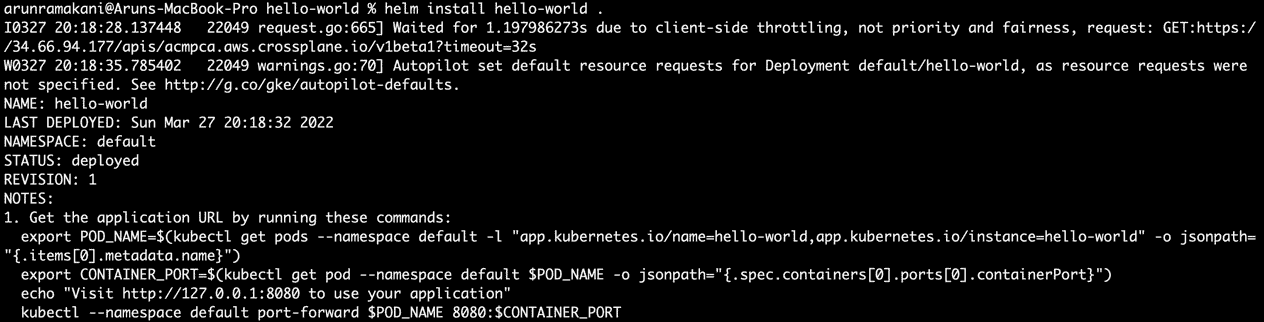 arunramakani@Aruns-MacBook-Pro hello-world % helm install hello-world .
I0327 20:18:28.137448   22049 request.go:665] Waited for 1.197986273s due to client-side throttling, not priority and fairness, request: GET:https:/
/34.66.94.177/apis/acmpca.aws.crossplane.io/v1beta1?timeout=32s
W0327 20:18:35.785402   22049 warnings.go:70] Autopilot set default resource requests for Deployment default/hello-world, as resource requests were
not specified. See http://g.co/gke/autopilot-defaults.
NAME: hello-world
LAST DEPLOYED: Sun Mar 27 20:18:32 2022
NAMESPACE: default
STATUS: deployed
REVISION: 1
NOTES:
1. Get the application URL by running these commands:
  export POD_NAME=$(kubectl get pods --namespace default -l "app.kubernetes.io/name=hello-world,app.kubernetes.io/instance=hello-world" -o jsonpath=
"{.items[0].metadata.name}")
  export CONTAINER_PORT=$(kubectl get pod --namespace default $POD_NAME -o jsonpath="{.spec.containers[0].ports[0].containerPort}")
  echo "Visit http://127.0.0.1:8080 to use your application"
  kubectl --namespace default port-forward $POD_NAME 8080:$CONTAINER_PORT